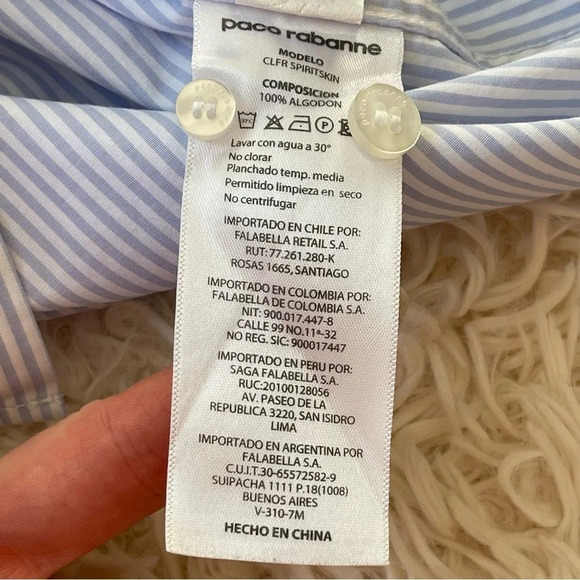 paco rabanne
MODELO
CLFR SPIRITSKIN
COMPOSICION
100% ALGODON
Lavar con agua a 30°
No clorar
Planchado temp. media
Permitido limpieza en seco
No centrifugar
IMPORTADO EN CHILE POR:
FALABELLA RETAIL S.A.
RUT: 77.261.280-K
ROSAS 1665, SANTIAGO
IMPORTADO EN COLOMBIA POR:
FALABELLA DE COLOMBIA S.A.
NIT: 900.017.447-8
CALLE 99 NO.11ª-32
NO REG. SIC: 900017447
IMPORTADO EN PERU POR:
SAGA FALABELLA S.A.
RUC:20100128056
AV. PASEO DE LA
REPUBLICA 3220, SAN ISIDRO
LIMA
IMPORTADO EN ARGENTINA POR
FALABELLA S.A.
C.U.I.T.30-65572582-9
SUIPACHA 1111 P.18(1008)
BUENOS AIRES
V-310-7M
HECHO EN CHINA